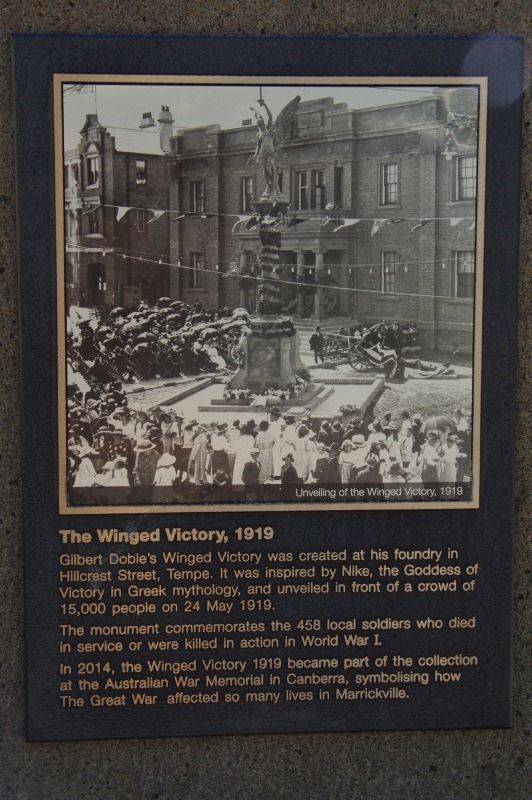 Unveiling of the Winged Victory, 1919
The Winged Victory, 1919
Gilbert Doble's Winged Victory was created at his foundry in
Hillcrest Street, Tempe. It was inspired by Nike, the Goddess of
Victory in Greek mythology, and unveiled in front of a crowd of
15,000 people on 24 May 1919.
The monument commemorates the 458 local soldiers who died
in service or were killed in action in World War I.
In 2014, the Winged Victory 1919 became part of the collection
at the Australian War Memorial in Canberra, symbolising how
The Great War affected so many lives in Marrickville.